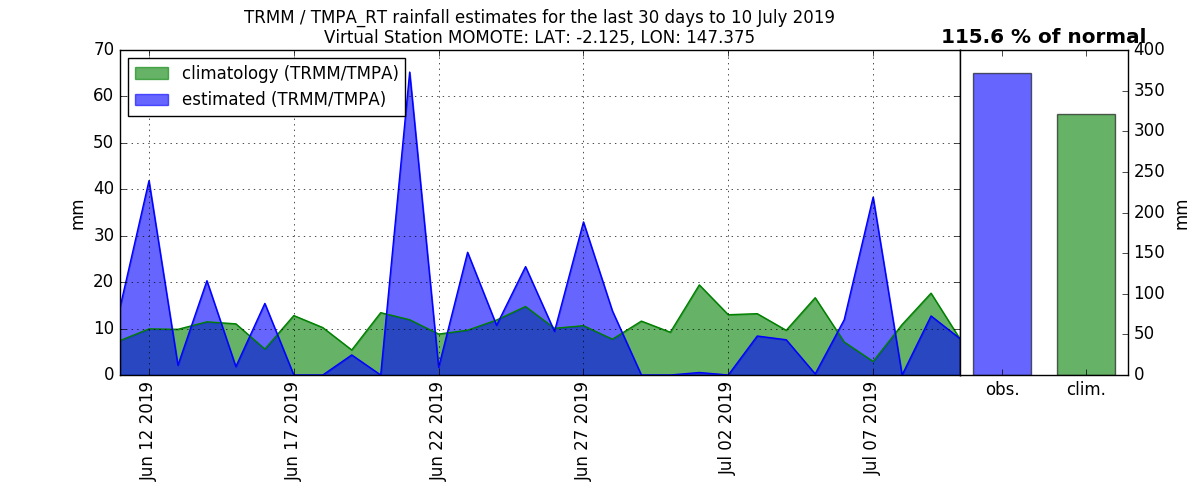 TRMM / TMPA_RT rainfall estimates for the last 30 days to 10 July 2019
Virtual Station MOMOTE: LAT: -2.125, LON: 147.375
115.6 % of normal
climatology (TRMM/TMPA)
estimated (TRMM/TMPA)
mm
70
60
50
40
30
20
10
0
Jun 12 2019
Jun 17 2019
Jun 22 2019
Jun 27 2019
Jul 02 2019
Jul 07 2019
400
350
300
250
200
150
100
50
0
mm
obs.
clim.